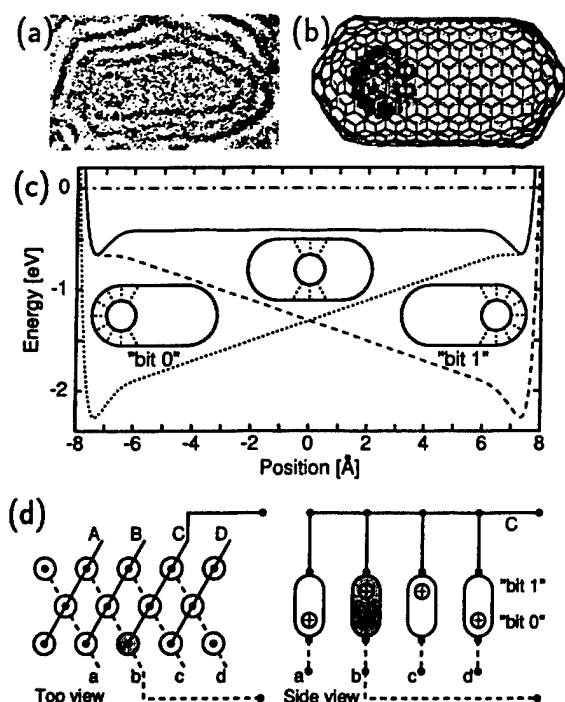 (a)
(b)
(c)
0
-1
-2
Energy [eV]
"bit 0"
"bit 1"
-8 -6 -4 -2 0 2 4 6 8
Position [Å]
(d)
A B C D
a b c d
Top view
C
"bit 1"
"bit 0"
a b c d
Side view